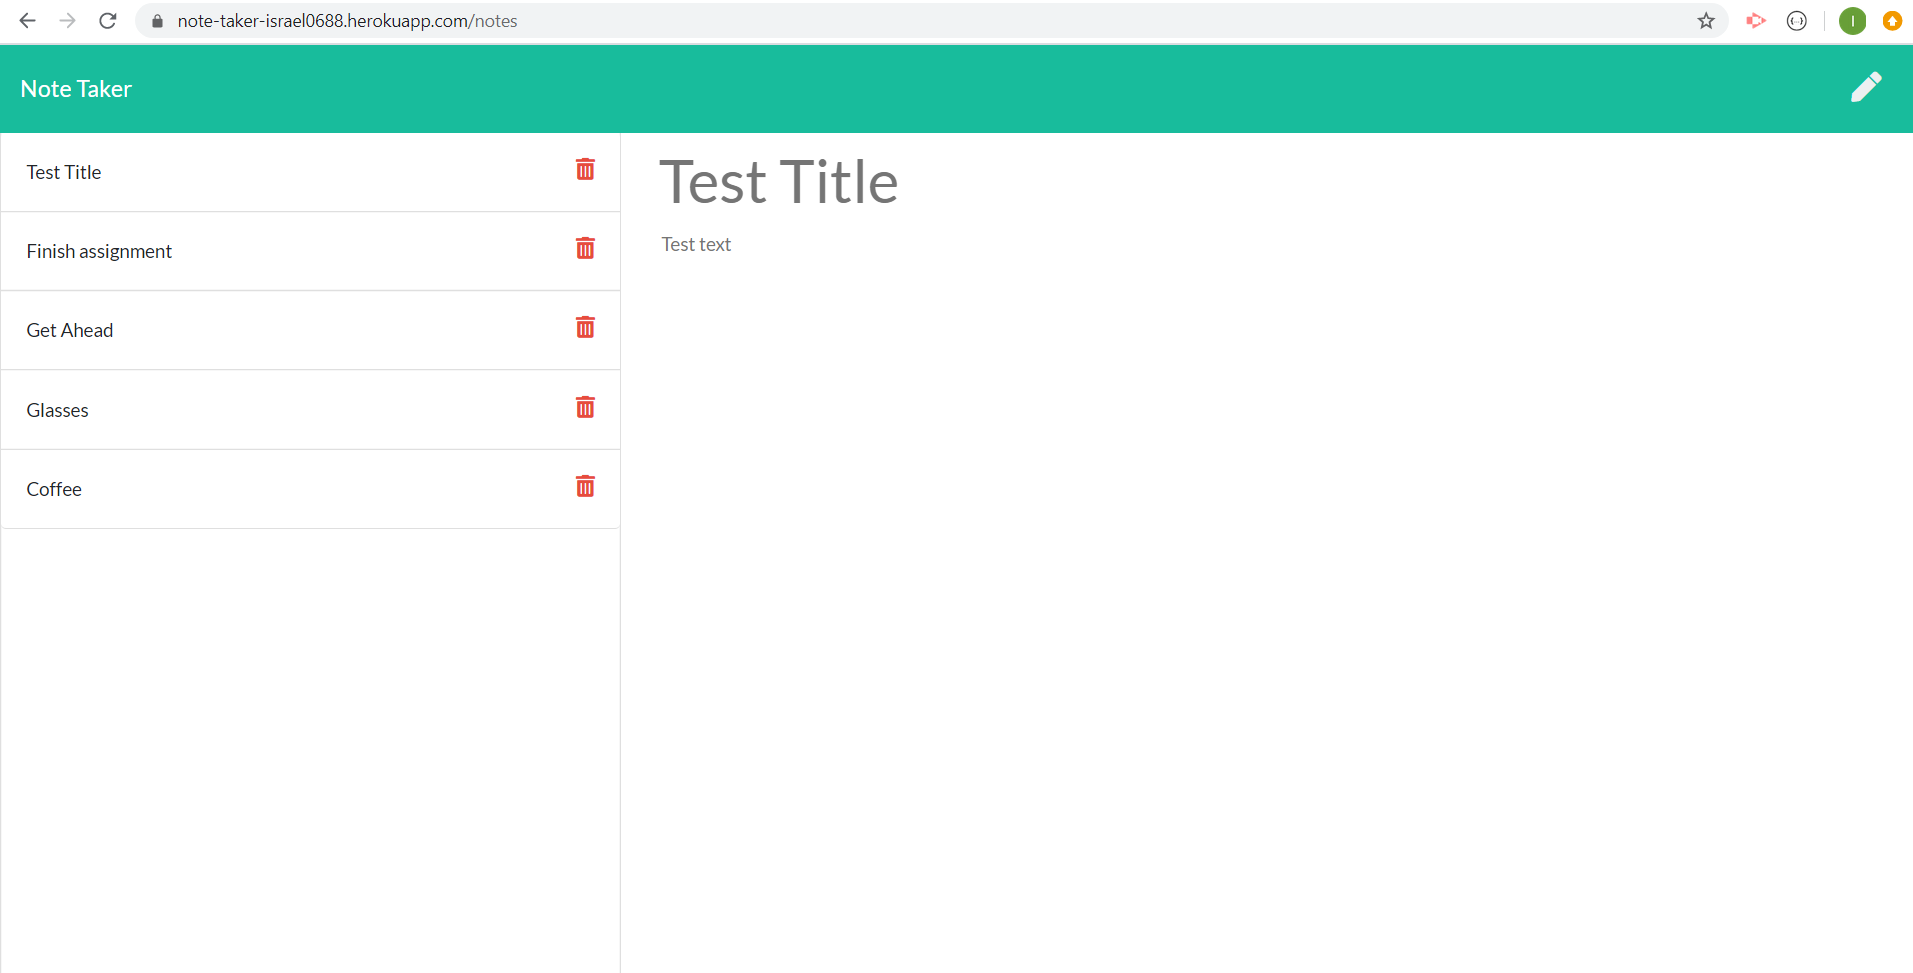 note-taker-israel0688.herokuapp.com/notes
I
Note Taker
Test Title
Finish assignment
Get Ahead
Glasses
Coffee
Test Title
Test text